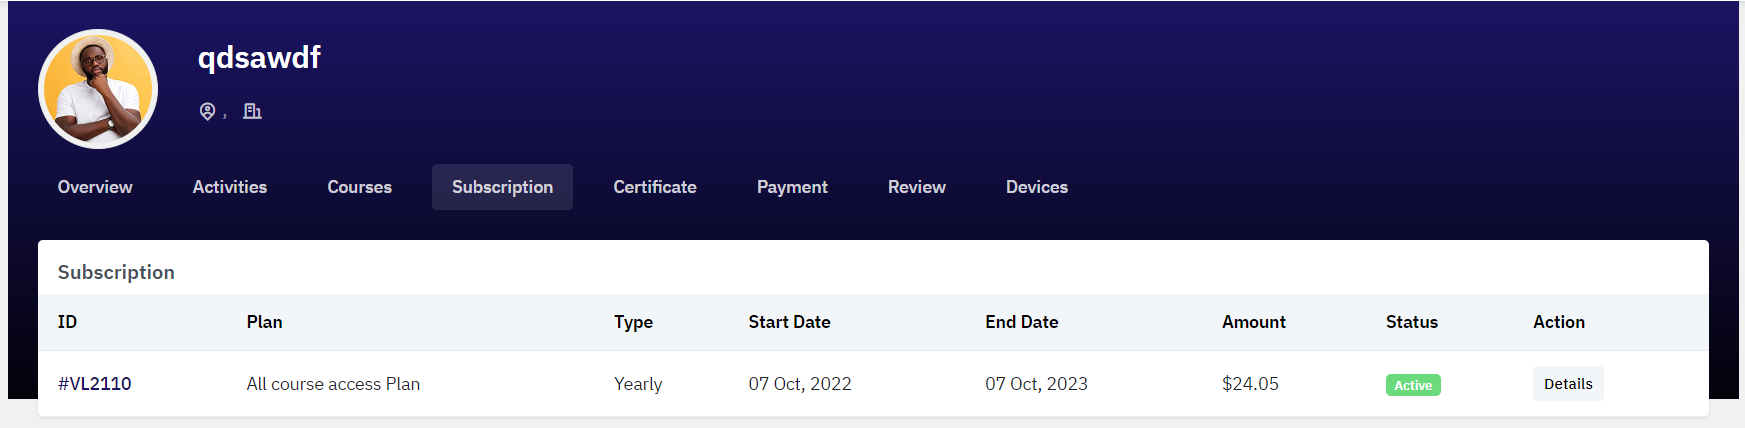 qdsawdf
,
Overview Activities Courses Subscription Certificate Payment Review Devices
Subscription
ID Plan Type Start Date End Date Amount Status Action
#VL2110 All course access Plan Yearly 07 Oct, 2022 07 Oct, 2023 $24.05 Active Details